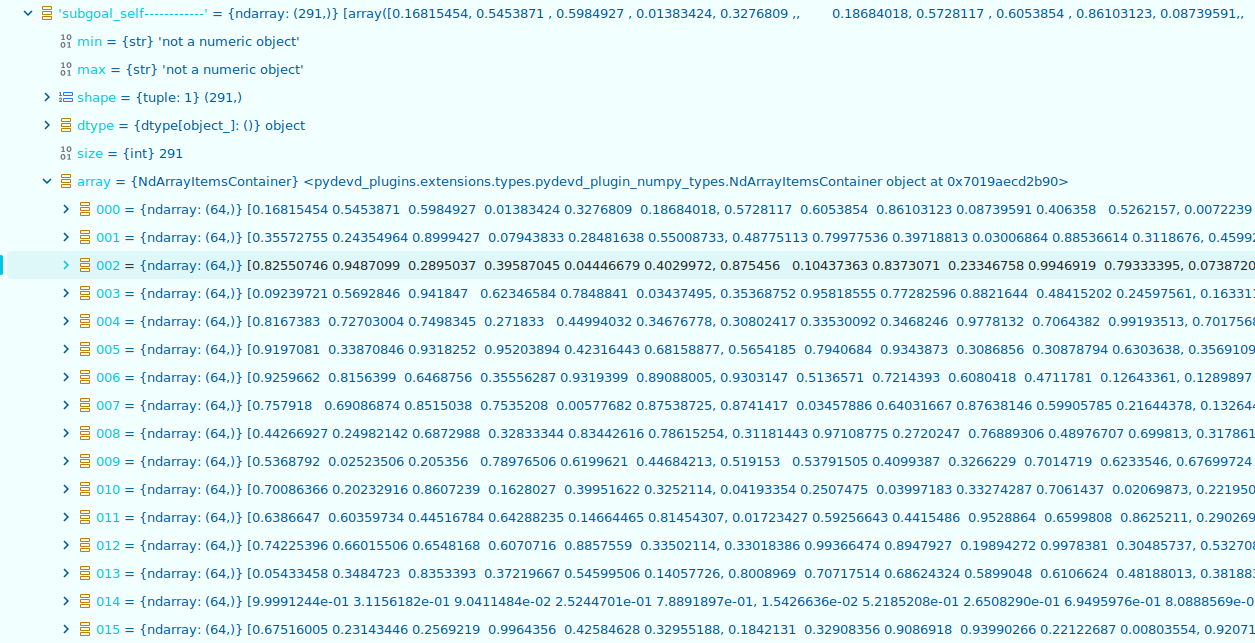 'subgoal_self------------' = {ndarray: (291,)} [array([0.16815454, 0.5453871 , 0.5984927 , 0.01383424, 0.3276809 ,, 0.18684018, 0.5728117 , 0.6053854 , 0.86103123, 0.08739591,,
min = {str} 'not a numeric object'
max = {str} 'not a numeric object'
shape = {tuple: 1} (291,)
dtype = {dtype[object_]: ()} object
size = {int} 291
array = {NdArrayItemsContainer} <pydevd_plugins.extensions.types.pydevd_plugin_numpy_types.NdArrayItemsContainer object at 0x7019aecd2b90>
000 = {ndarray: (64,)} [0.16815454 0.5453871 0.5984927 0.01383424 0.3276809 0.18684018, 0.5728117 0.6053854 0.86103123 0.08739591 0.406358 0.5262157, 0.0072239
001 = {ndarray: (64,)} [0.35572755 0.24354964 0.8999427 0.07943833 0.28481638 0.55008733, 0.48775113 0.79977536 0.39718813 0.03006864 0.88536614 0.3118676, 0.45992
002 = {ndarray: (64,)} [0.82550746 0.9487099 0.2895037 0.39587045 0.04446679 0.4029972, 0.875456 0.10437363 0.8373071 0.23346758 0.9946919 0.79333395, 0.0738720
003 = {ndarray: (64,)} [0.09239721 0.5692846 0.941847 0.62346584 0.7848841 0.03437495, 0.35368752 0.95818555 0.77282596 0.8821644 0.48415202 0.24597561, 0.16331
004 = {ndarray: (64,)} [0.8167383 0.72703004 0.7498345 0.271833 0.44994032 0.34676778, 0.30802417 0.33530092 0.3468246 0.9778132 0.7064382 0.99193513, 0.7017568
005 = {ndarray: (64,)} [0.9197081 0.33870846 0.9318252 0.95203894 0.42316443 0.68158877, 0.5654185 0.7940684 0.9343873 0.3086856 0.30878794 0.6303638, 0.3569109
006 = {ndarray: (64,)} [0.9259662 0.8156399 0.6468756 0.35556287 0.9319399 0.89088005, 0.9303147 0.5136571 0.7214393 0.6080418 0.4711781 0.12643361, 0.1289897
007 = {ndarray: (64,)} [0.757918 0.69086874 0.8515038 0.7535208 0.00577682 0.87538725, 0.8741417 0.03457886 0.64031667 0.87638146 0.59905785 0.21644378, 0.13264
008 = {ndarray: (64,)} [0.44266927 0.24982142 0.6872988 0.32833344 0.83442616 0.78615254, 0.31181443 0.97108775 0.2720247 0.76889306 0.48976707 0.699813, 0.317861
009 = {ndarray: (64,)} [0.5368792 0.02523506 0.205356 0.78976506 0.6199621 0.44684213, 0.519153 0.53791505 0.4099387 0.3266229 0.7014719 0.6233546, 0.67699724
010 = {ndarray: (64,)} [0.70086366 0.20232916 0.8607239 0.1628027 0.39951622 0.3252114, 0.04193354 0.2507475 0.03997183 0.33274287 0.7061437 0.02069873, 0.221950
011 = {ndarray: (64,)} [0.6386647 0.60359734 0.44516784 0.64288235 0.14664465 0.81454307, 0.01723427 0.59256643 0.4415486 0.9528864 0.6599808 0.8625211, 0.290269
012 = {ndarray: (64,)} [0.74225396 0.66015506 0.6548168 0.6070716 0.8857559 0.33502114, 0.33018386 0.99366474 0.8947927 0.19894272 0.9978381 0.30485737, 0.532708
013 = {ndarray: (64,)} [0.05433458 0.3484723 0.8353393 0.37219667 0.54599506 0.14057726, 0.8008969 0.70717514 0.68624324 0.5899048 0.6106624 0.48188013, 0.38188
014 = {ndarray: (64,)} [9.9991244e-01 3.1156182e-01 9.0411484e-02 2.5244701e-01 7.8891897e-01, 1.5426636e-02 5.2185208e-01 2.6508290e-01 6.9495976e-01 8.0888569e-0
015 = {ndarray: (64,)} [0.67516005 0.23143446 0.2569219 0.9964356 0.42584628 0.32955188, 0.1842131 0.32908356 0.9086918 0.93990266 0.22122687 0.00803554, 0.92071